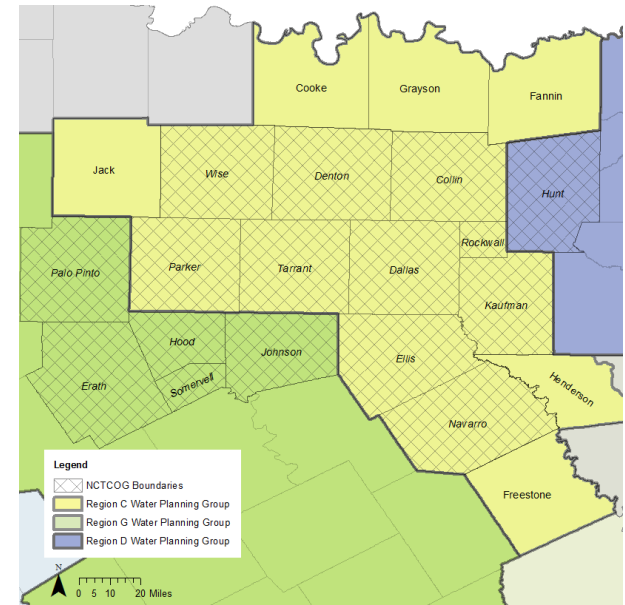 Cooke
Grayson
Fannin
Jack
Wise
Denton
Collin
Hunt
Rockwall
Palo Pinto
Parker
Tarrant
Dallas
Kaufman
Hood
Johnson
Ellis
Erath
Somervell
Henderson
Navarro
Freestone
Legend
NCTCOG Boundaries
Region C Water Planning Group
Region G Water Planning Group
Region D Water Planning Group
N
0 5 10 20 Miles